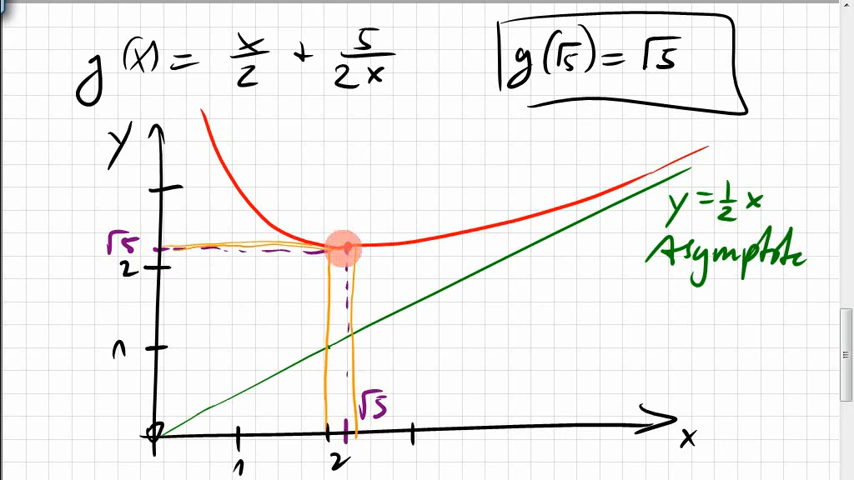 g(x) = x/2 + 5/(2x)
g(√5) = √5
y
y = 1/2 x
Asymptote
√5
2
1
√5
1
2
x